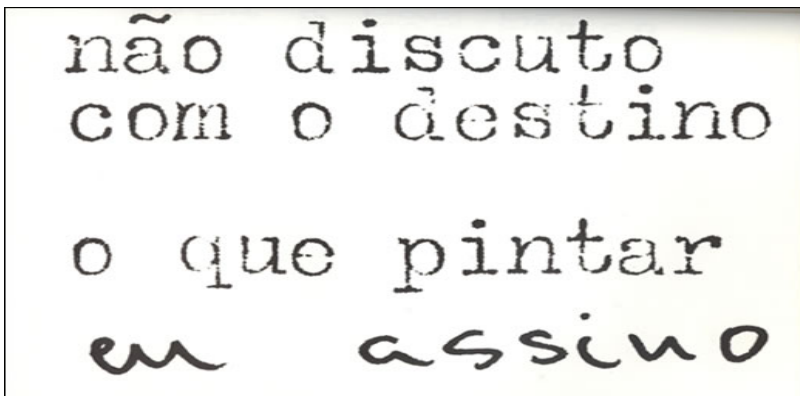 não discuto
com o destino
o que pintar
eu assino